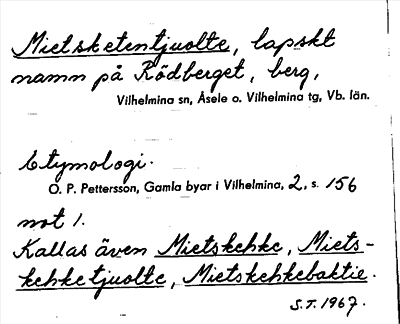 Mietsketentjuolte, lapskt
namn på Rödberget, berg,
Vilhelmina sn, Åsele o. Vilhelmina tg, Vb. län.
Etymologi.
O. P. Pettersson, Gamla byar i Vilhelmina, 2, s. 156
not 1.
Kallas även Mietskehke, Miets-
kehketjuolte, Mietskehkebaktie.
S.T. 1967.